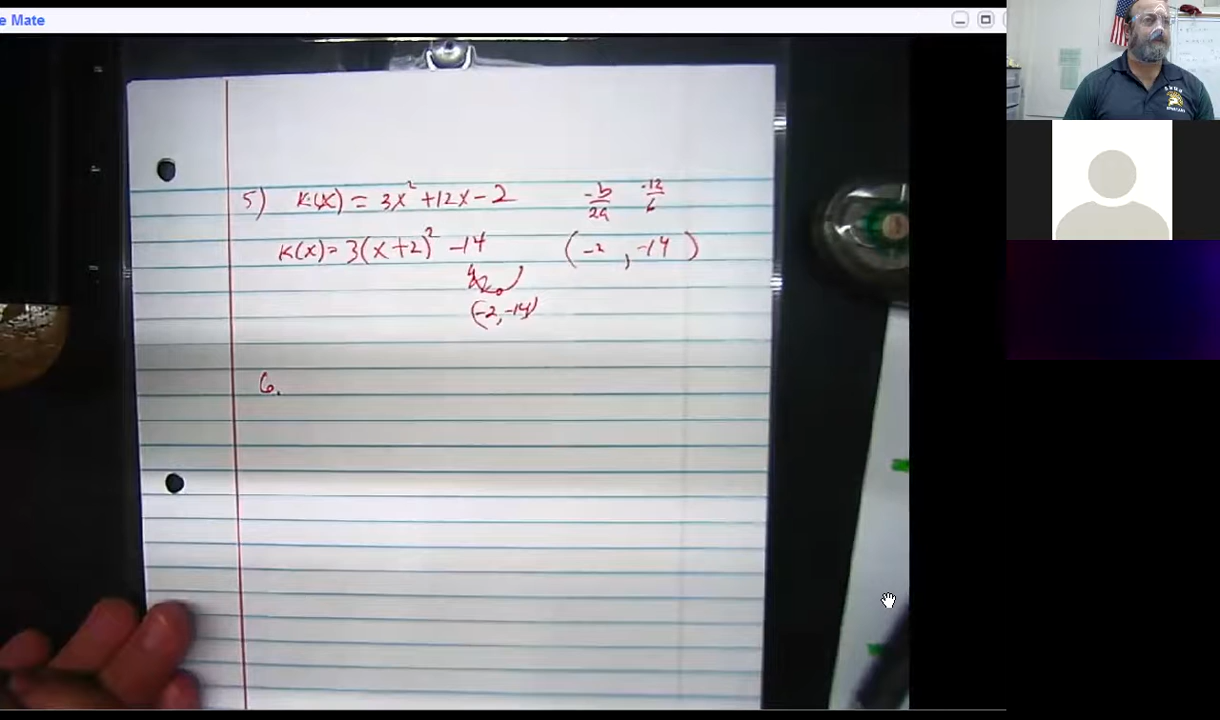 e Mate
5) K(x) = 3x² + 12x - 2 -b/2a -12/6
K(x) = 3(x+2)² - 14 (-2, -14)
(-2, -14)
6.